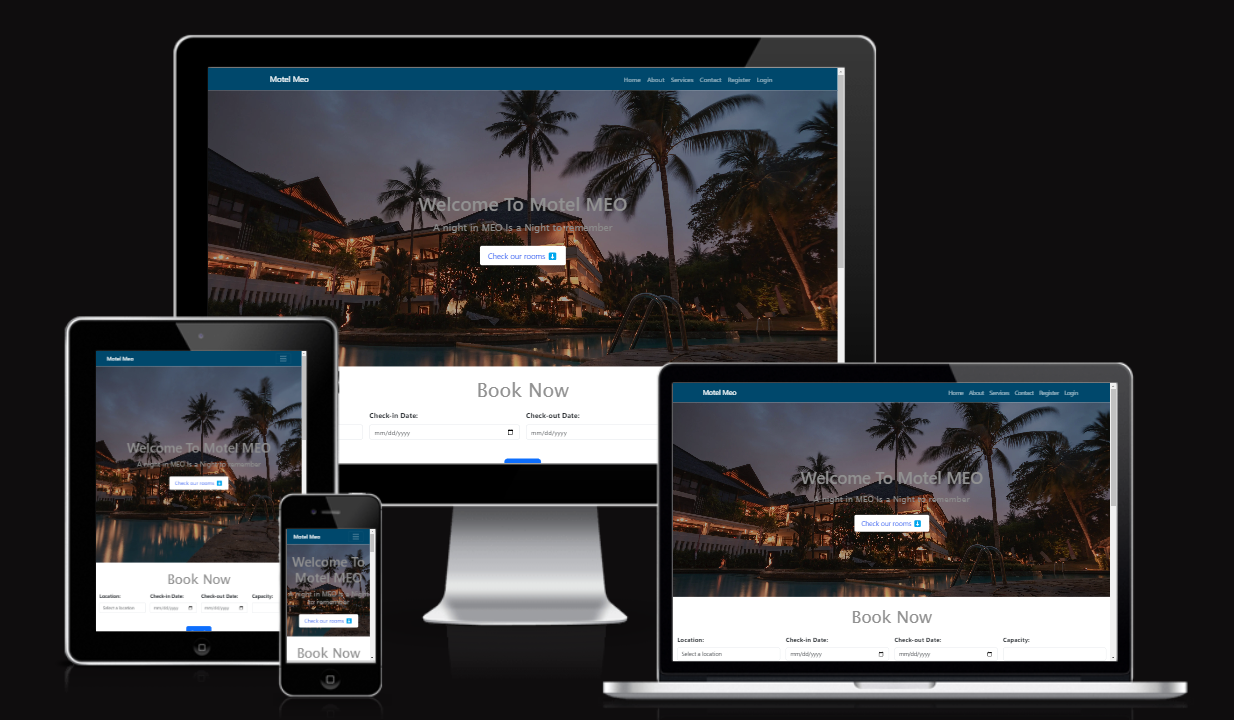 Motel Meo
Home About Services Contact Register Login
Welcome To Motel MEO
A night in MEO Is a Night to remember
Check our rooms
Book Now
Check-in Date: Check-out Date:
mm/dd/yyyy mm/dd/yyyy
Motel Meo
Welcome To Motel MEO
A night in MEO Is a Night to remember
Check our rooms
Book Now
Location: Check-in Date: Check-out Date: Capacity:
Select a location mm/dd/yyyy mm/dd/yyyy
Motel Meo
Welcome To
Motel MEO
A night in MEO Is a Night
to remember
Check our rooms
Book Now
Motel Meo
Home About Services Contact Register Login
Welcome To Motel MEO
A night in MEO Is a Night to remember
Check our rooms
Book Now
Location: Check-in Date: Check-out Date: Capacity:
Select a location mm/dd/yyyy mm/dd/yyyy